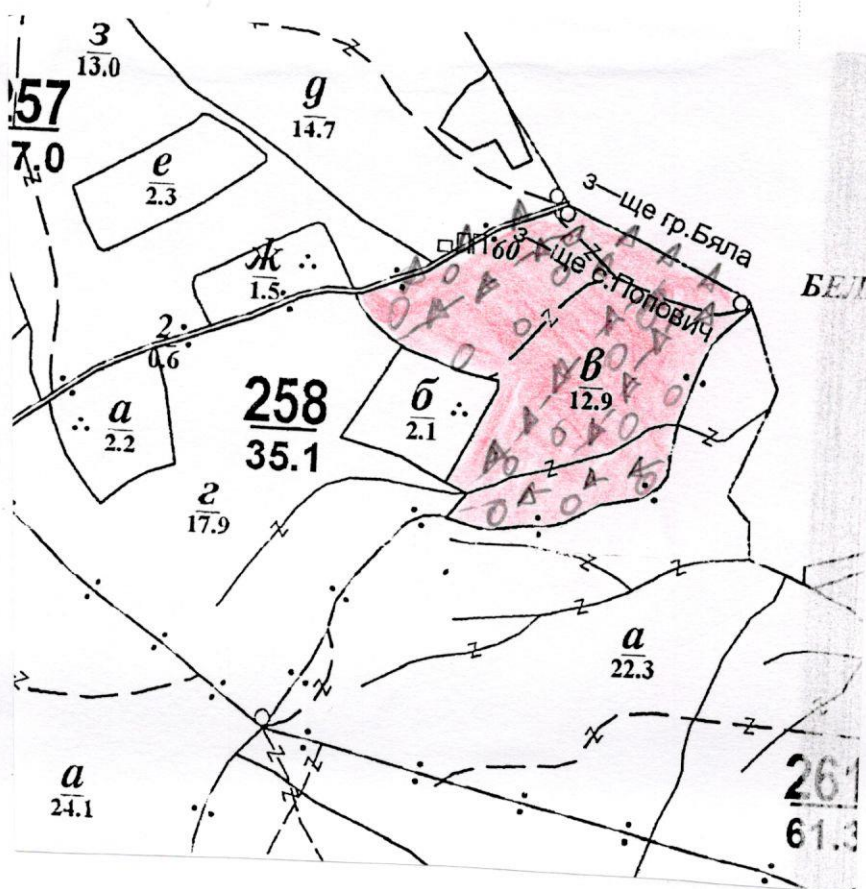 з
13.0
257
7.0
д
14.7
е
2.3
ж
1.5
60
з-ще гр.Бяла
з-ще с.Попович
БЕЛ
2
0.6
в
12.9
а
2.2
258
35.1
б
2.1
г
17.9
а
22.3
а
24.1
261
61.3